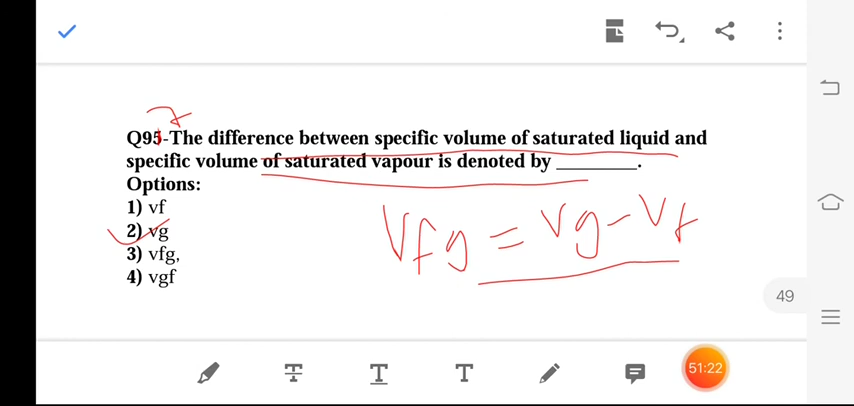 Q95-The difference between specific volume of saturated liquid and
specific volume of saturated vapour is denoted by ________.
Options:
1) vf
2) vg
3) vfg,
4) vgf
Vfg = Vg - Vf
49
T T T
51:22